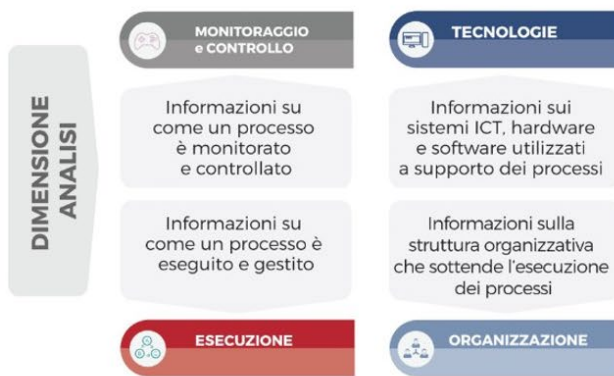 DIMENSIONE
ANALISI
MONITORAGGIO
e CONTROLLO
Informazioni su
come un processo
è monitorato
e controllato
Informazioni su
come un processo è
eseguito e gestito
ESECUZIONE
TECNOLOGIE
Informazioni sui
sistemi ICT, hardware
e software utilizzati
a supporto dei processi
Informazioni sulla
struttura organizzativa
che sottende l'esecuzione
dei processi
ORGANIZZAZIONE